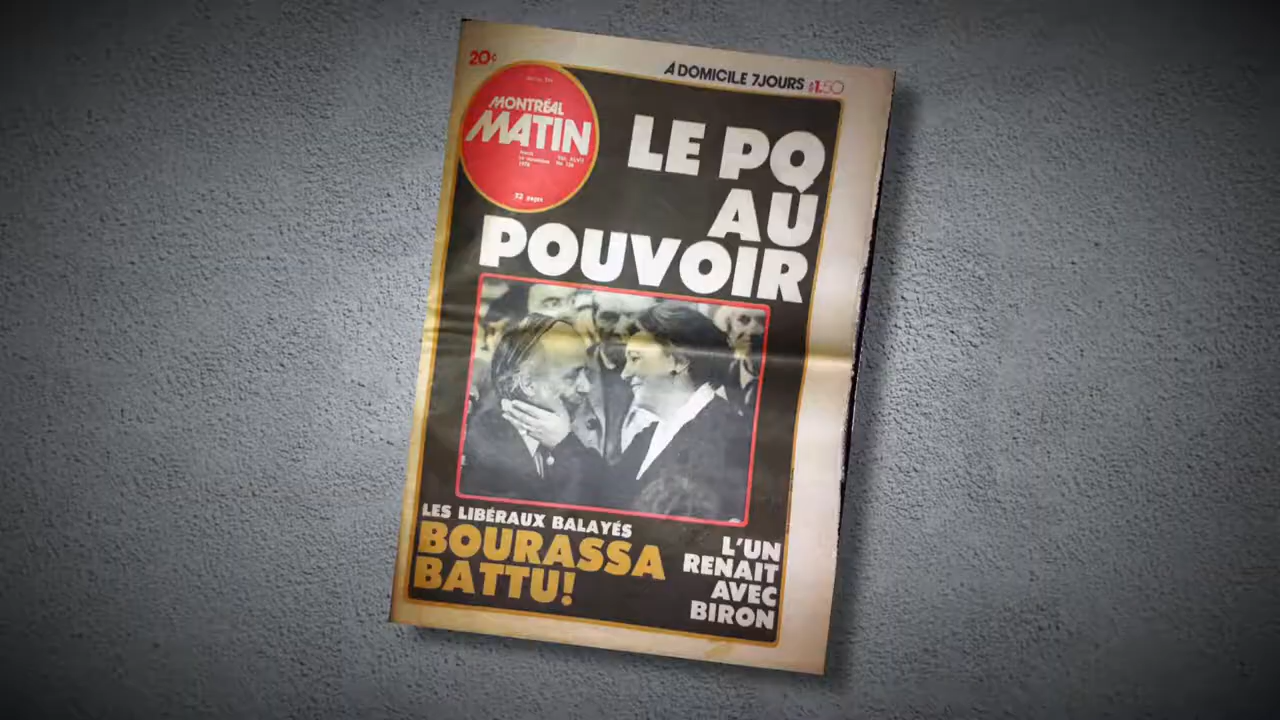 20¢
A DOMICILE 7JOURS $1.50
MONTRÉAL
MATIN
1976
72 pages
LE PQ
AU
POUVOIR
LES LIBÉRAUX BALAYÉS
BOURASSA
BATTU!
L'UN
RENAIT
AVEC
BIRON